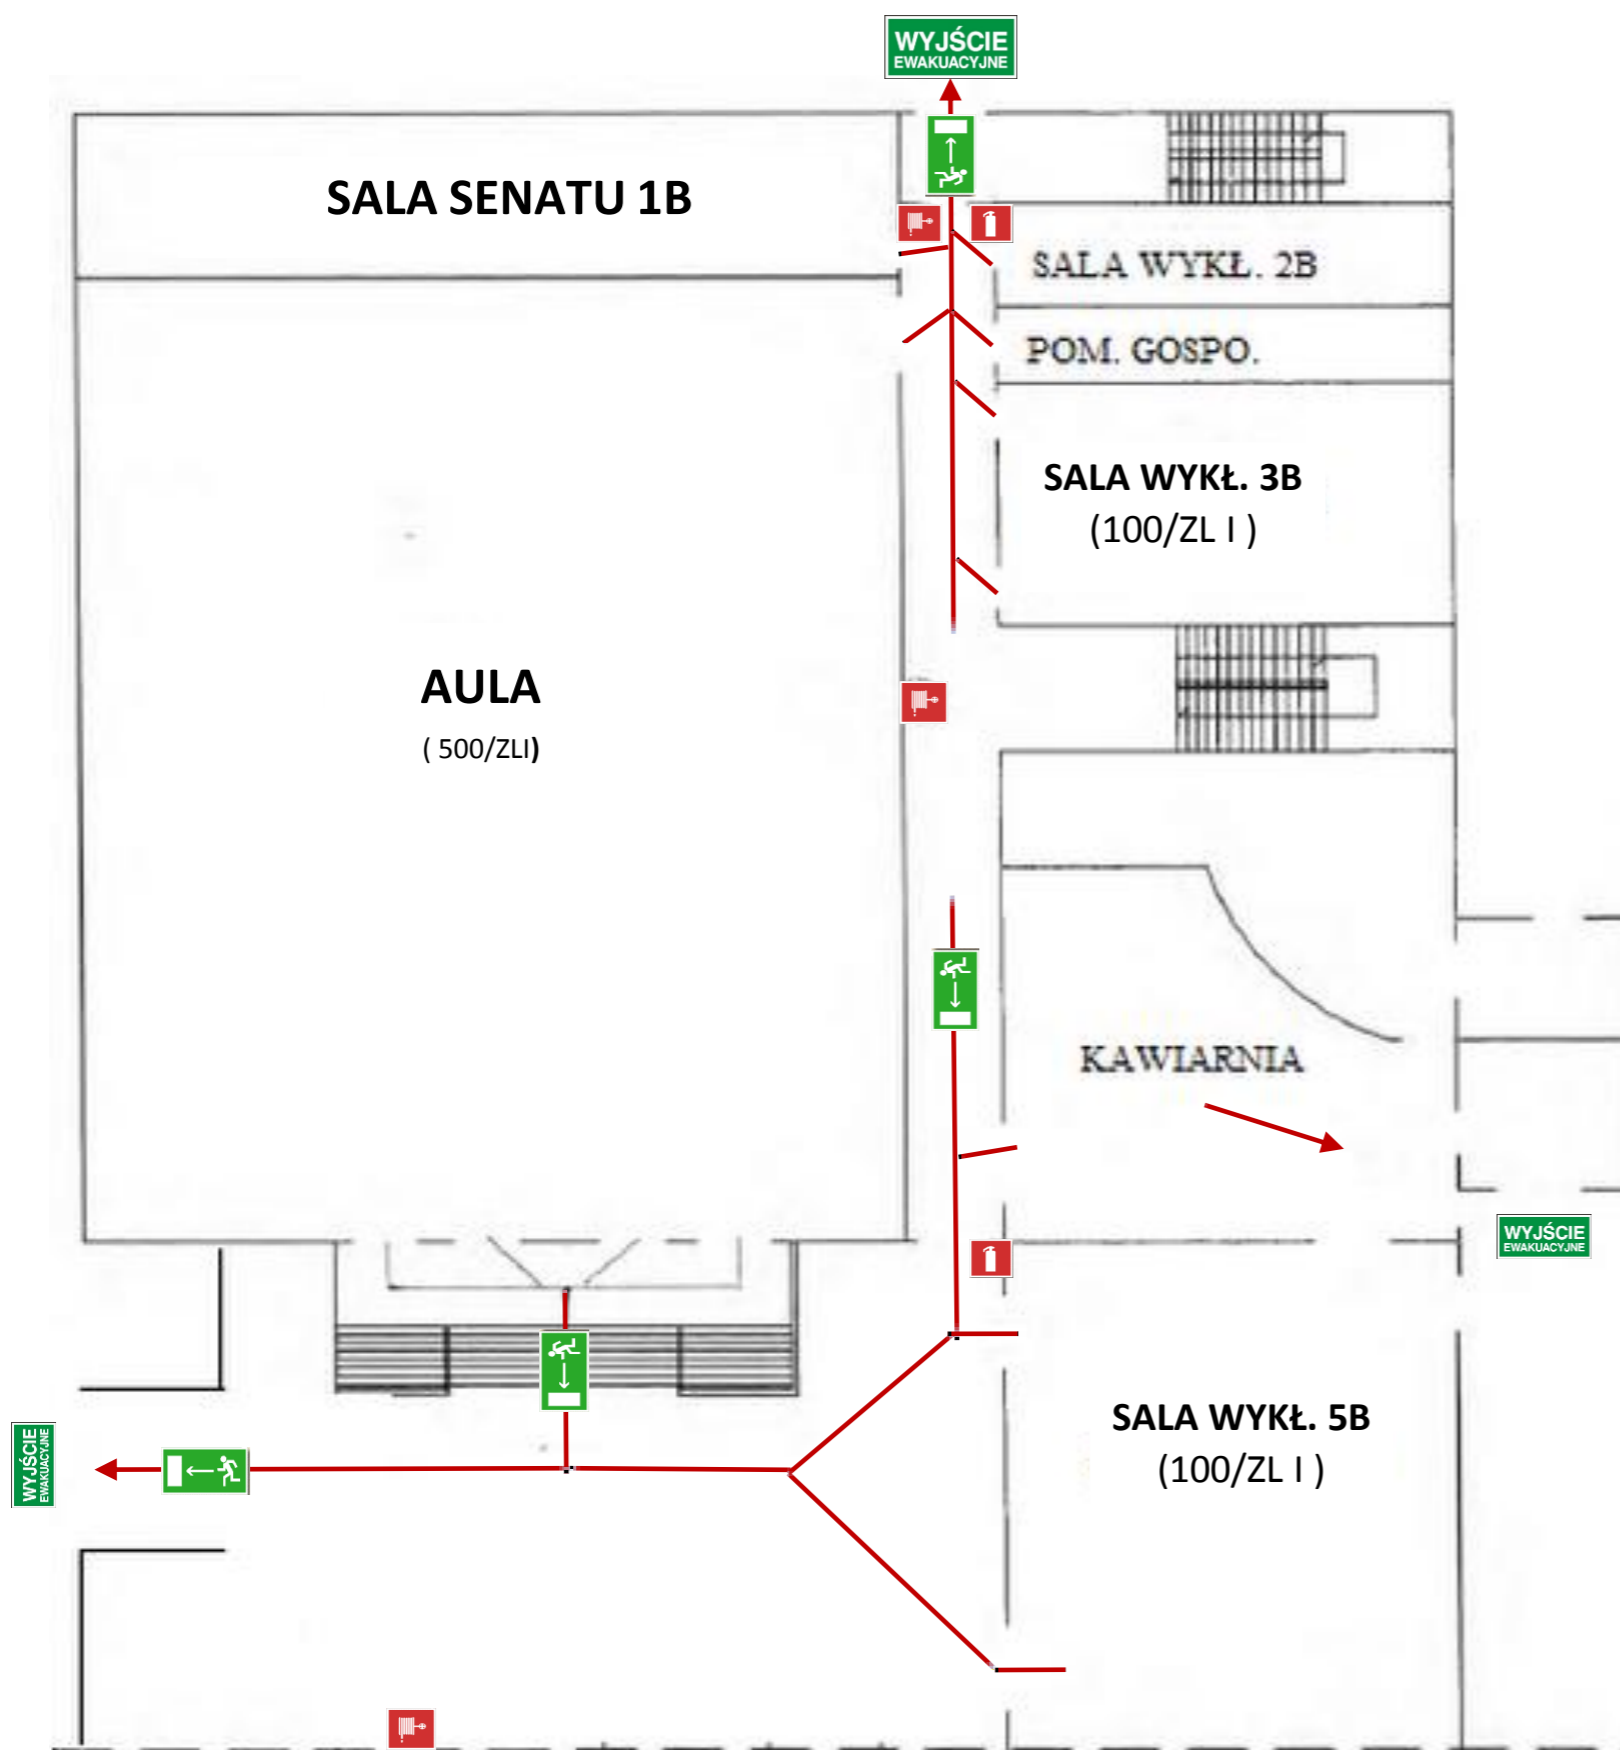 WYJŚCIE
EWAKUACYJNE
SALA SENATU 1B
SALA WYKŁ. 2B
POM. GOSPO.
SALA WYKŁ. 3B
(100/ZL I )
AULA
( 500/ZLI)
KAWIARNIA
WYJŚCIE
EWAKUACYJNE
SALA WYKŁ. 5B
(100/ZL I )
WYJŚCIE
EWAKUACYJNE